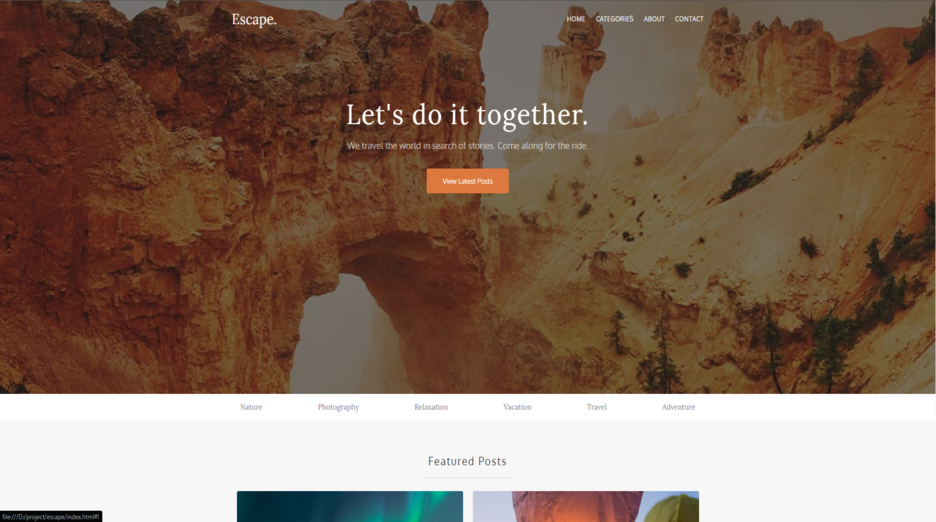 Escape.
HOME CATEGORIES ABOUT CONTACT
Let's do it together.
We travel the world in search of stories. Come along for the ride.
View Latest Posts
Nature Photography Relaxation Vacation Travel Adventure
Featured Posts
file:///D:/project/escape/index.html#!